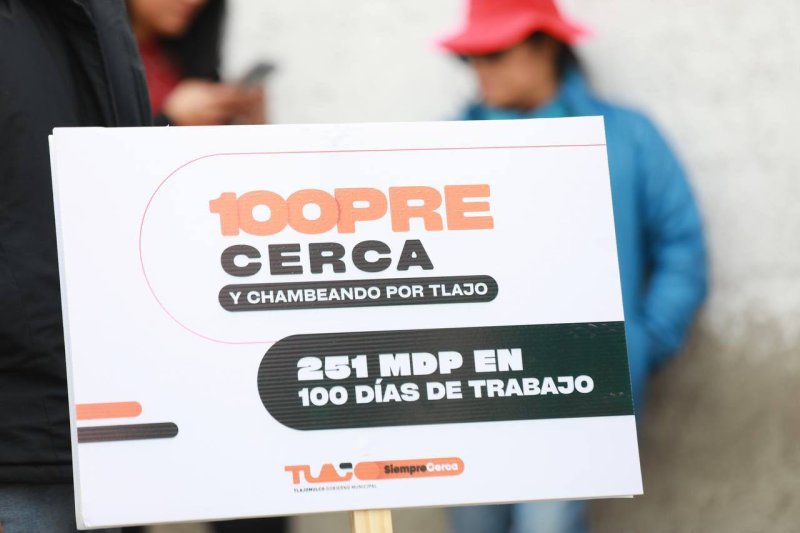 100PRE
CERCA
Y CHAMBEANDO POR TLAJO
251 MDP EN
100 DÍAS DE TRABAJO
TLAJO SiempreCerca
TLAJOMULCO GOBIERNO MUNICIPAL